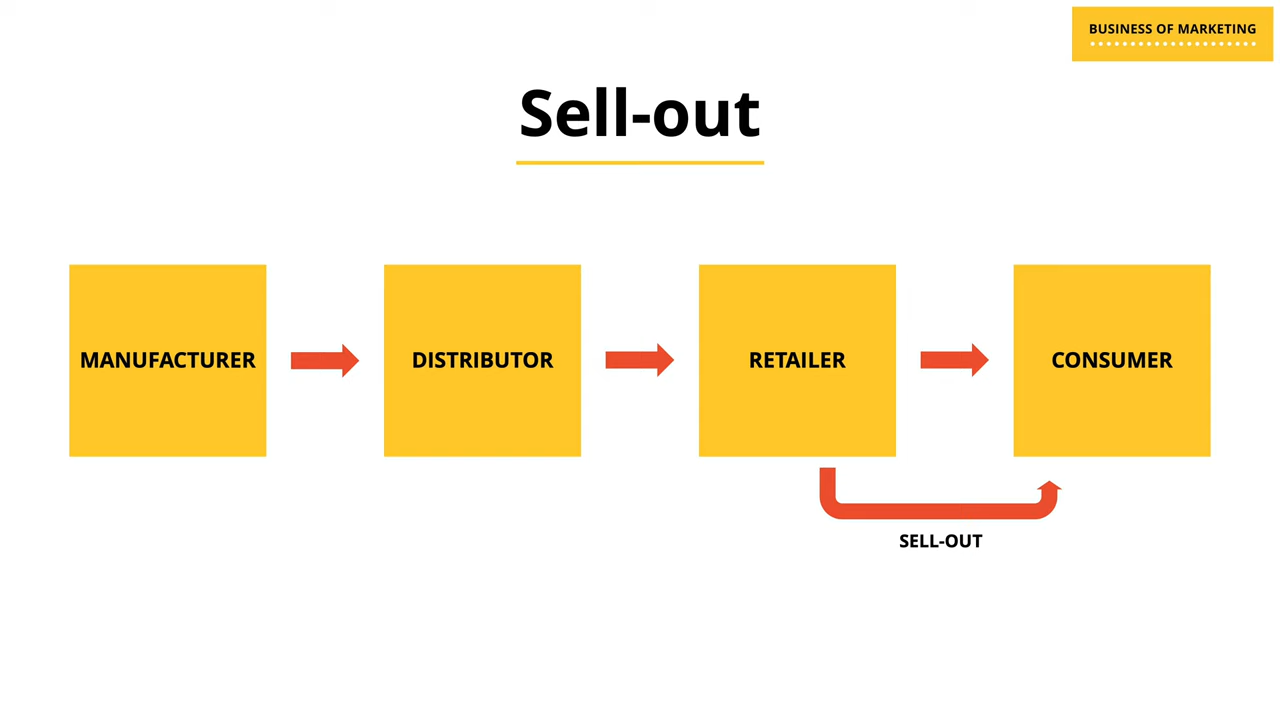 BUSINESS OF MARKETING
Sell-out
MANUFACTURER
DISTRIBUTOR
RETAILER
CONSUMER
SELL-OUT